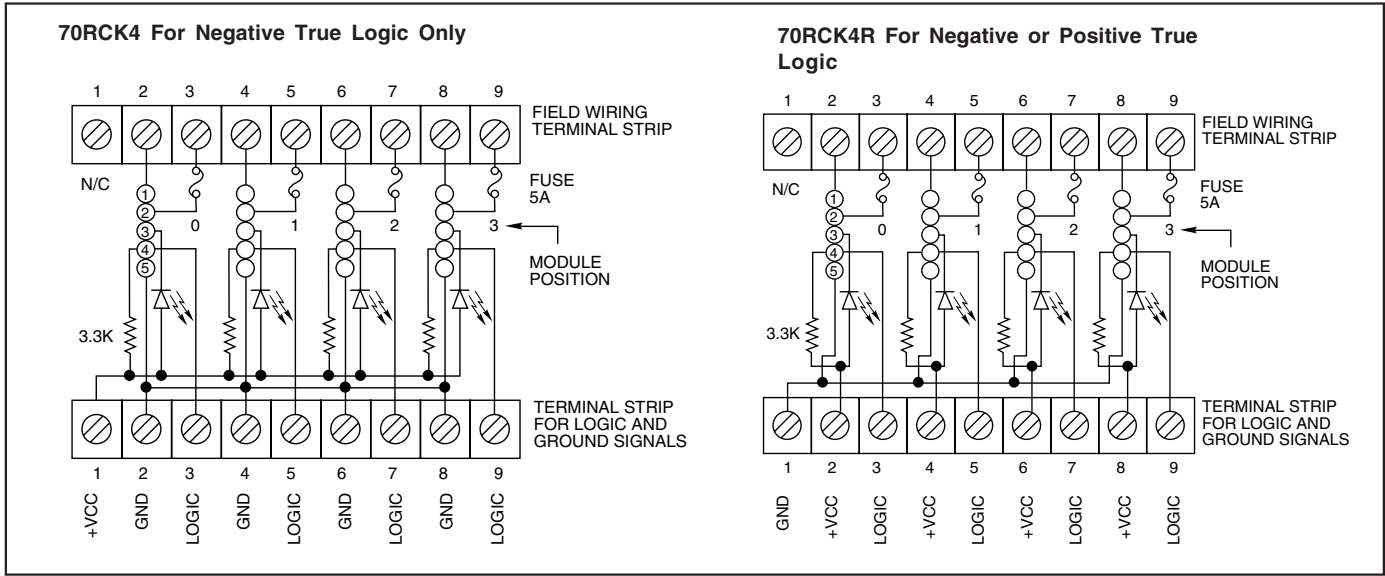 70RCK4 For Negative True Logic Only
1 2 3 4 5 6 7 8 9
FIELD WIRING
TERMINAL STRIP
N/C
FUSE
5A
1
2
3
4
5
0 1 2 3
MODULE
POSITION
3.3K
TERMINAL STRIP
FOR LOGIC AND
GROUND SIGNALS
1 2 3 4 5 6 7 8 9
+VCC GND LOGIC GND LOGIC GND LOGIC GND LOGIC
70RCK4R For Negative or Positive True
Logic
1 2 3 4 5 6 7 8 9
FIELD WIRING
TERMINAL STRIP
N/C
FUSE
5A
1
2
3
4
5
0 1 2 3
MODULE
POSITION
3.3K
TERMINAL STRIP
FOR LOGIC AND
GROUND SIGNALS
1 2 3 4 5 6 7 8 9
GND +VCC LOGIC +VCC LOGIC +VCC LOGIC +VCC LOGIC